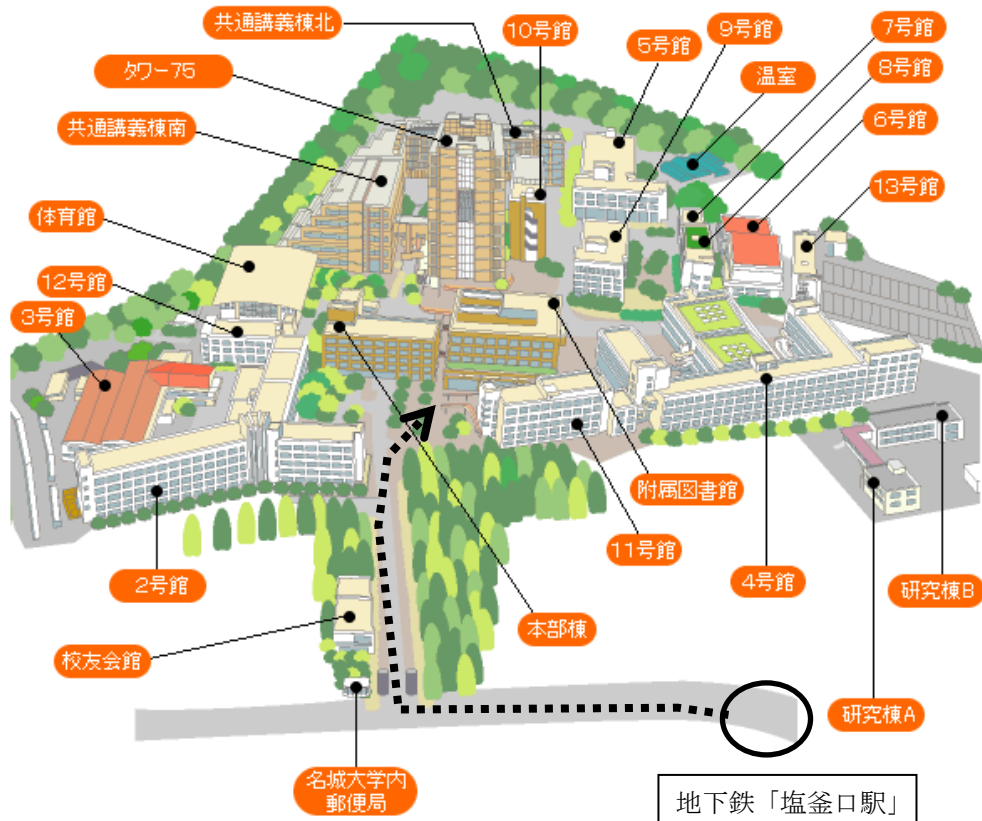 共通講義棟北
10号館
5号館
9号館
7号館
8号館
タワー75
温室
6号館
共通講義棟南
13号館
体育館
12号館
3号館
附属図書館
11号館
4号館
2号館
研究棟B
本部棟
校友会館
研究棟A
名城大学内
郵便局
地下鉄「塩釜口駅」